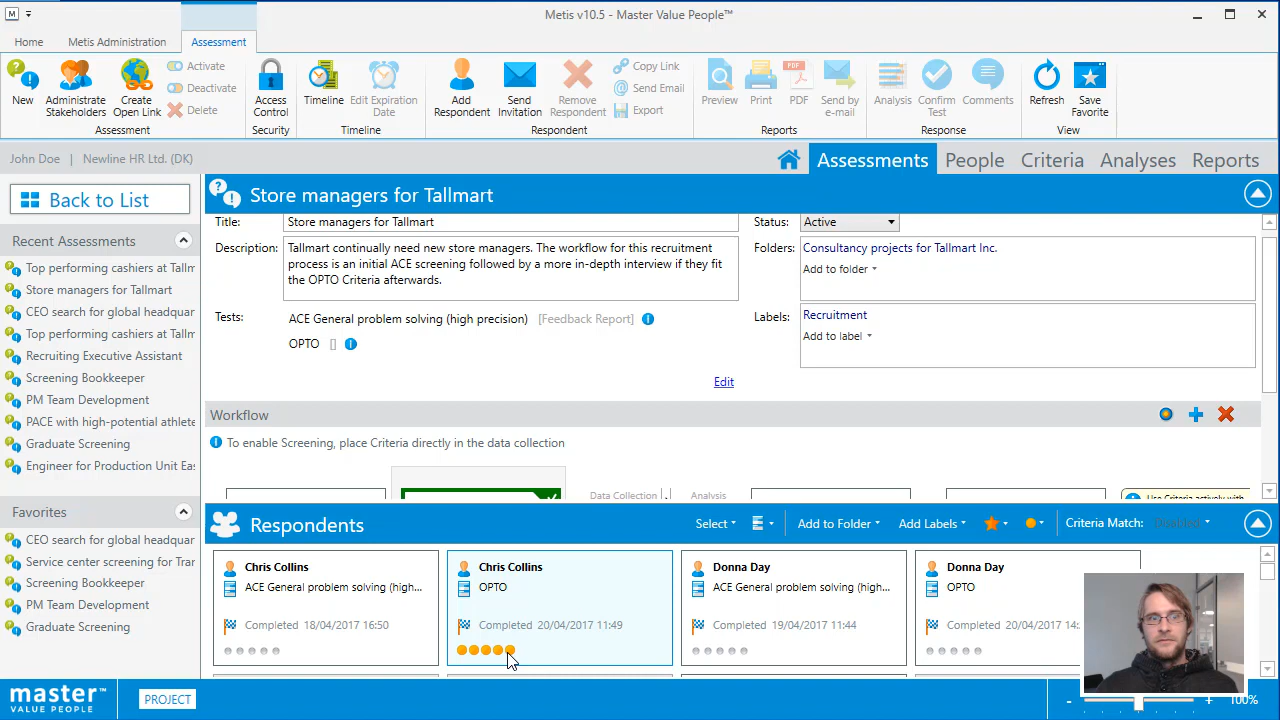 M
Metis v10.5 - Master Value People™
Home
Metis Administration
Assessment
New
Administrate Stakeholders
Create Open Link
Activate
Deactivate
Delete
Access Control
Timeline
Edit Expiration Date
Add Respondent
Send Invitation
Remove Respondent
Copy Link
Send Email
Export
Preview
Print
PDF
Send by e-mail
Analysis
Confirm Test
Comments
Refresh
Save Favorite
Assessment
Security
Timeline
Respondent
Reports
Response
View
John Doe | Newline HR Ltd. (DK)
Assessments
People
Criteria
Analyses
Reports
Back to List
Recent Assessments
Top performing cashiers at Tallm
Store managers for Tallmart
CEO search for global headquar
Top performing cashiers at Tallm
Recruiting Executive Assistant
Screening Bookkeeper
PM Team Development
PACE with high-potential athlete
Graduate Screening
Engineer for Production Unit Eas
Favorites
CEO search for global headquar
Service center screening for Trar
Screening Bookkeeper
PM Team Development
Graduate Screening
Store managers for Tallmart
Title:
Store managers for Tallmart
Status:
Active
Description:
Tallmart continually need new store managers. The workflow for this recruitment
process is an initial ACE screening followed by a more in-depth interview if they fit
the OPTO Criteria afterwards.
Folders:
Consultancy projects for Tallmart Inc.
Add to folder
Tests:
ACE General problem solving (high precision) [Feedback Report]
OPTO []
Labels:
Recruitment
Add to label
Edit
Workflow
To enable Screening, place Criteria directly in the data collection
Data Collection
Analysis
Use Criteria actively with
Respondents
Select
Add to Folder
Add Labels
Criteria Match: Disabled
Chris Collins
ACE General problem solving (high...
Completed 18/04/2017 16:50
Chris Collins
OPTO
Completed 20/04/2017 11:49
Donna Day
ACE General problem solving (high...
Completed 19/04/2017 11:44
Donna Day
OPTO
Completed 20/04/2017 14:
master™
VALUE PEOPLE
PROJECT
- + 100%